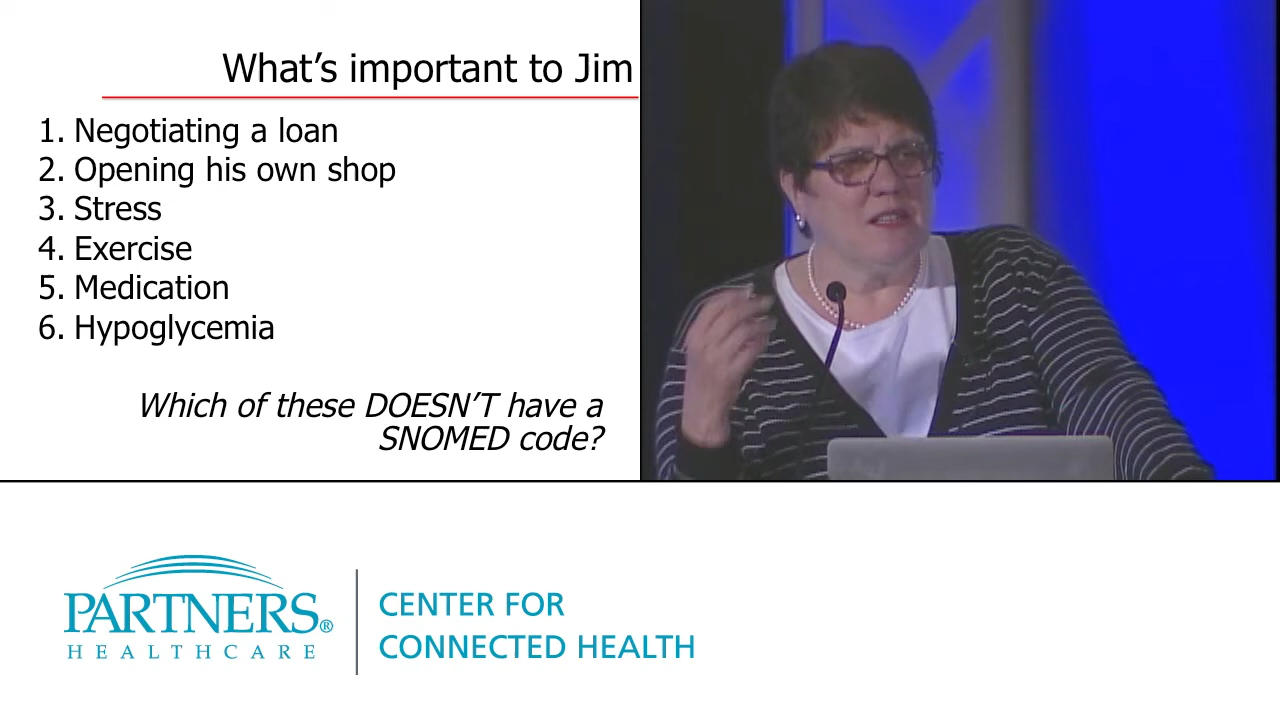 What's important to Jim
1. Negotiating a loan
2. Opening his own shop
3. Stress
4. Exercise
5. Medication
6. Hypoglycemia
Which of these DOESN'T have a
SNOMED code?
PARTNERS®
HEALTHCARE
CENTER FOR
CONNECTED HEALTH